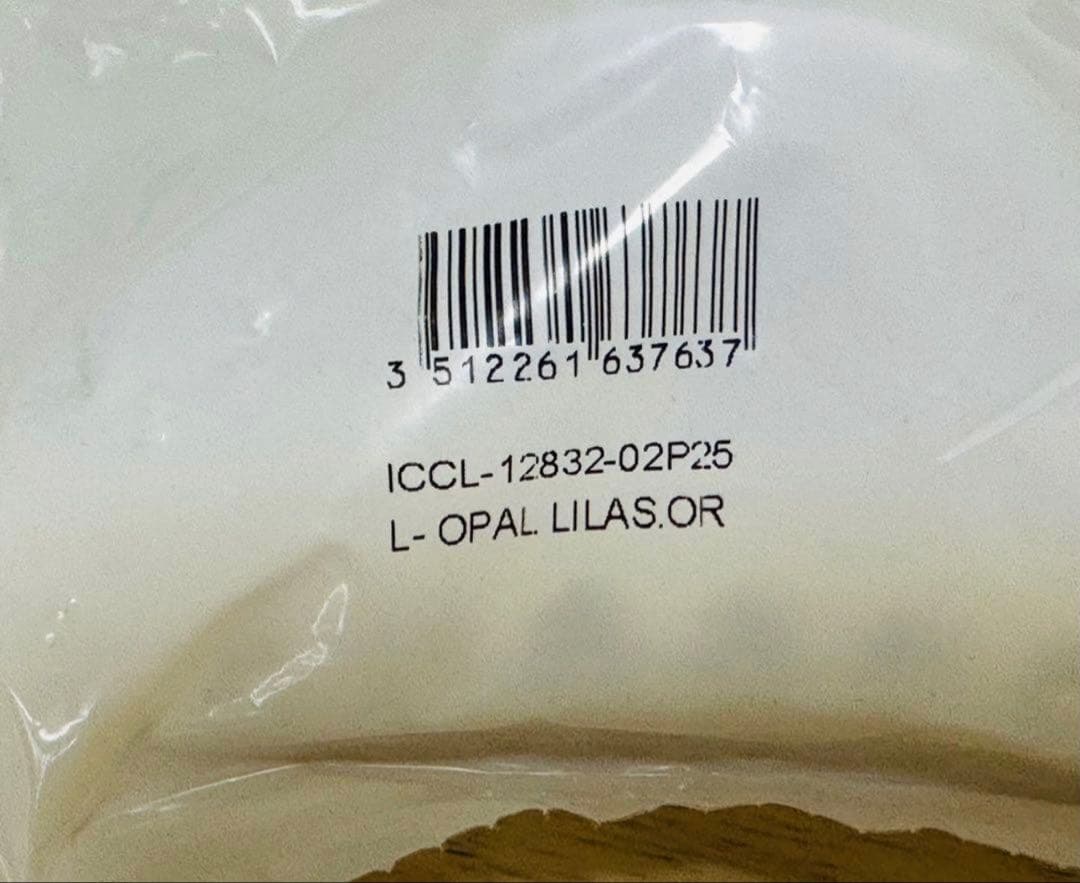 3 512261 637637
ICCL-12832-02P25
L- OPAL LILAS.OR